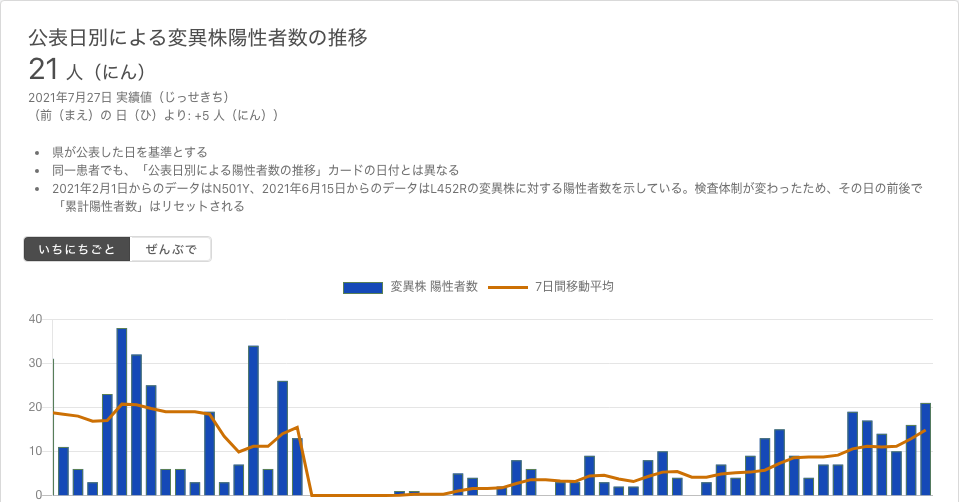 公表日別による変異株陽性者数の推移
21 人（にん）
2021年7月27日 実績値（じっせきち）
（前（まえ）の 日（ひ）より: +5 人（にん））
• 県が公表した日を基準とする
• 同一患者でも、「公表日別による陽性者数の推移」カードの日付とは異なる
• 2021年2月1日からのデータはN501Y、2021年6月15日からのデータはL452Rの変異株に対する陽性者数を示している。検査体制が変わったため、その日の前後で
「累計陽性者数」はリセットされる
いちにちごと ぜんぶで
変異株 陽性者数 7日間移動平均
40
30
20
10
0